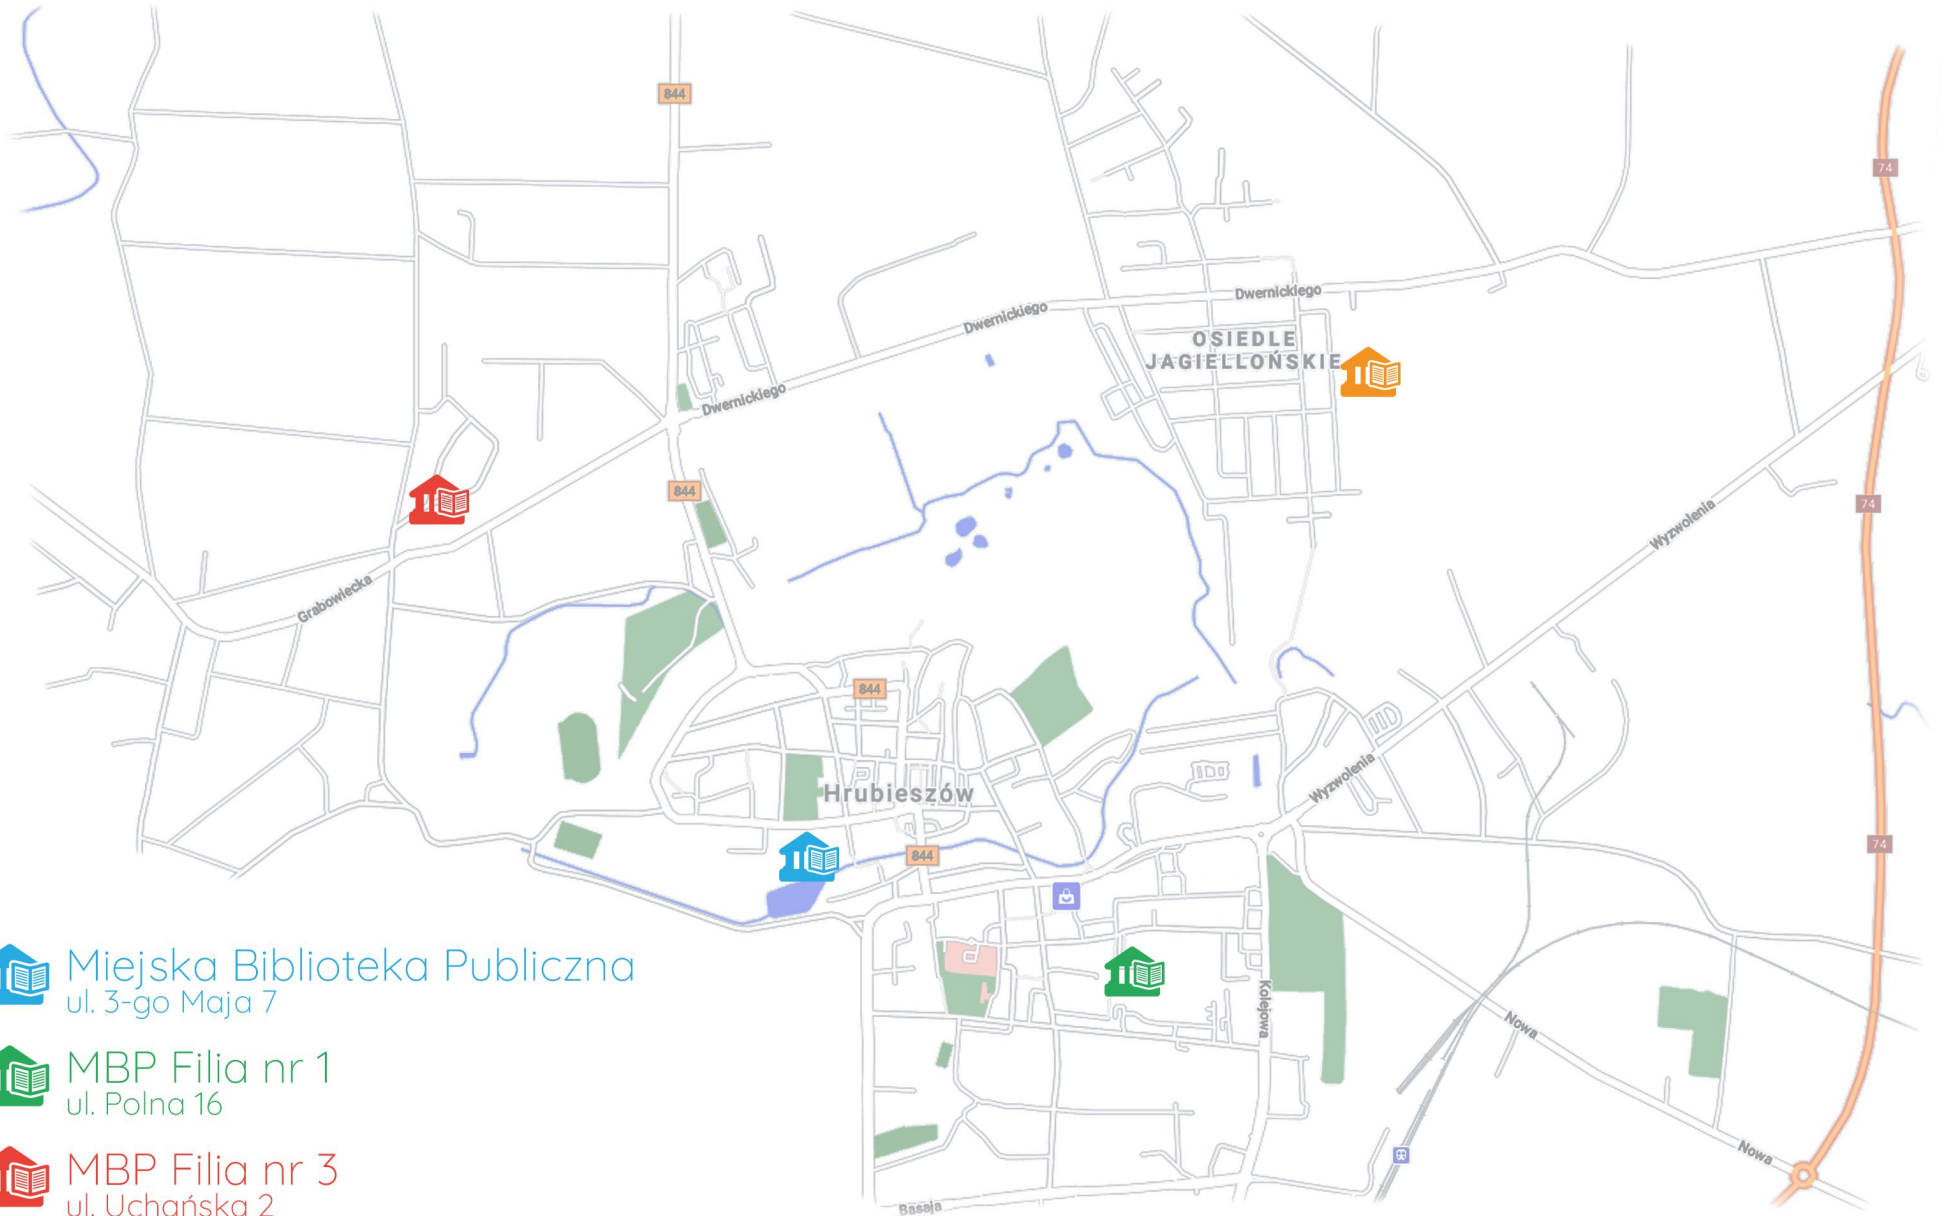 844
74
Dwernickiego
Dwernickiego
OSIEDLE
JAGIELLOŃSKIE
Dwernickiego
844
74
Wyzwolenia
Grabowiecka
844
Wyzwolenia
Hrubieszów
844
74
Miejska Biblioteka Publiczna
ul. 3-go Maja 7
Kolejowa
Nowa
MBP Filia nr 1
ul. Polna 16
Nowa
MBP Filia nr 3
ul. Uchańska 2
Basaja